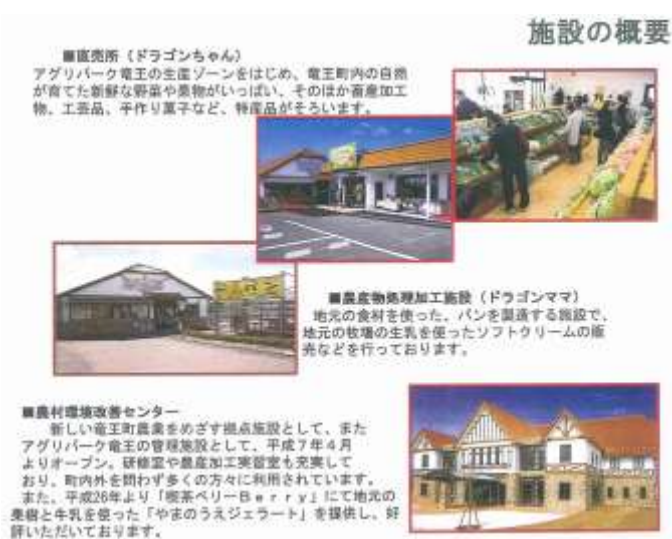 施設の概要
■直売所（ドラゴンちゃん）
アグリパーク竜王の生産ゾーンをはじめ、竜王町内の自然
が育てた新鮮な野菜や果物がいっぱい、そのほか畜産加工
物、工芸品、手作り菓子など、特産品がそろいます。
■農産物処理加工施設（ドラゴンママ）
地元の食材を使った、パンを製造する施設で、
地元の牧場の生乳を使ったソフトクリームの販
売などを行っております。
■農村環境改善センター
新しい竜王町農業をめざす拠点施設として、また
アグリパーク竜王の管理施設として、平成７年４月
よりオープン。研修室や農産加工実習室も充実して
おり、町内外を問わず多くの方々に利用されています。
また、平成26年より「喫茶ベリーＢｅｒｒｙ」にて地元の
果樹と牛乳を使った「やまのうえジェラート」を提供し、好
評いただいております。